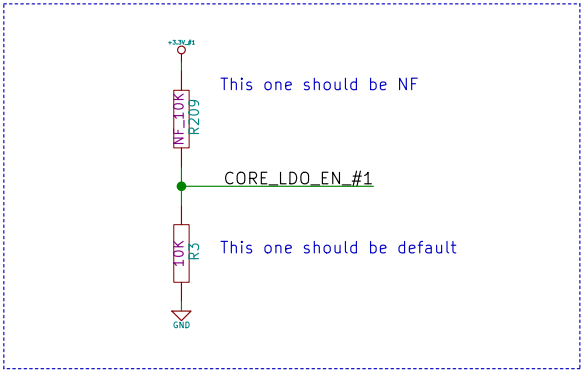 +3.3V_#1
This one should be NF
NF_10K
R209
CORE_LDO_EN_#1
This one should be default
10K
R3
GND